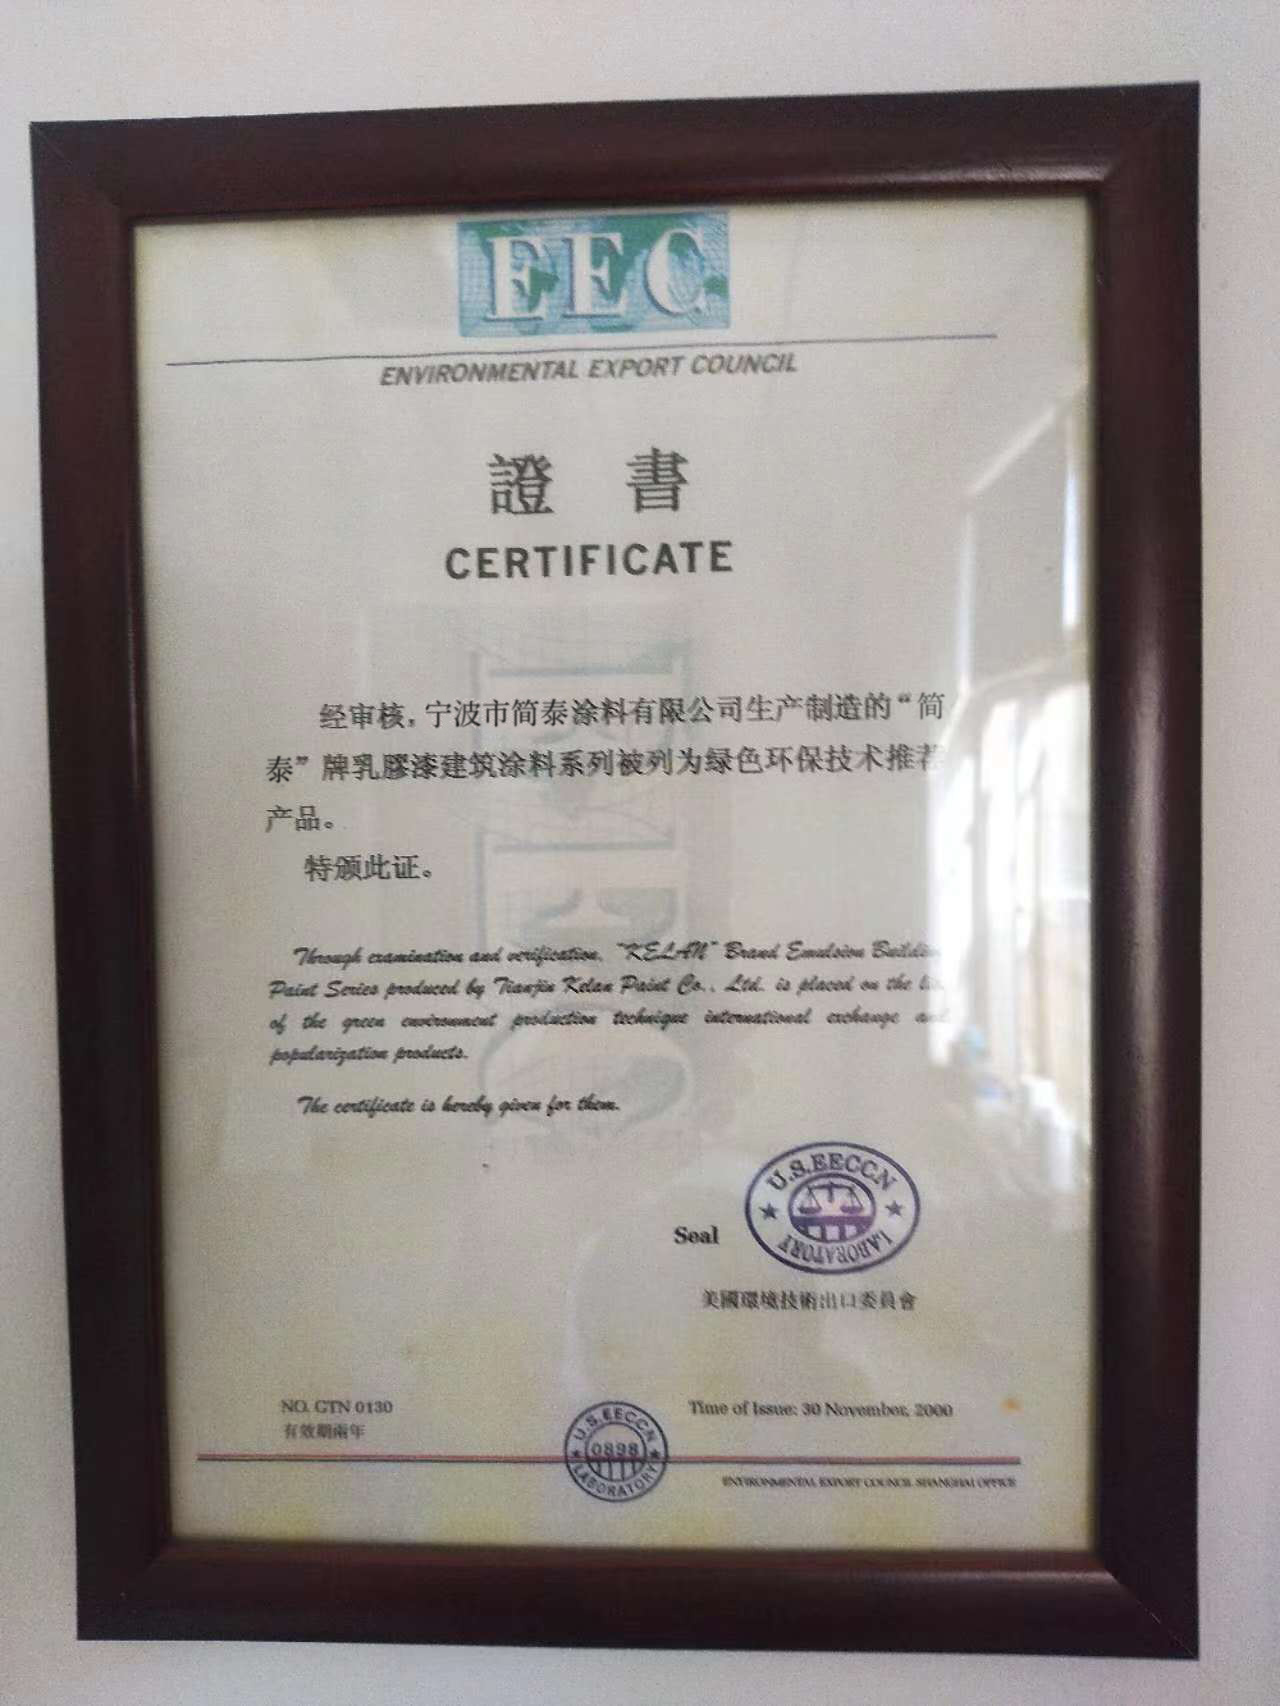 EEC
ENVIRONMENTAL EXPORT COUNCIL
證 書
CERTIFICATE
经审核，宁波市简泰涂料有限公司生产制造的“简
泰”牌乳膠漆建筑涂料系列被列为绿色环保技术推荐
产品。
特颁此证。
Through examination and verification, "KELAN" Brand Emulsion Building
Paint Series produced by Tianjin Kelan Paint Co., Ltd. is placed on the
of the green environment production technique international exchange and
popularization products.
The certificate is hereby given for them.
U.S.EECCN
LABORATORY
Seal
美國環境技術出口委員會
NO. GTN 0130
有效期兩年
U.S.EECCN
0898
LABORATORY
Time of Issue: 30 November, 2000
ENVIRONMENTAL EXPORT COUNCIL SHANGHAI OFFICE